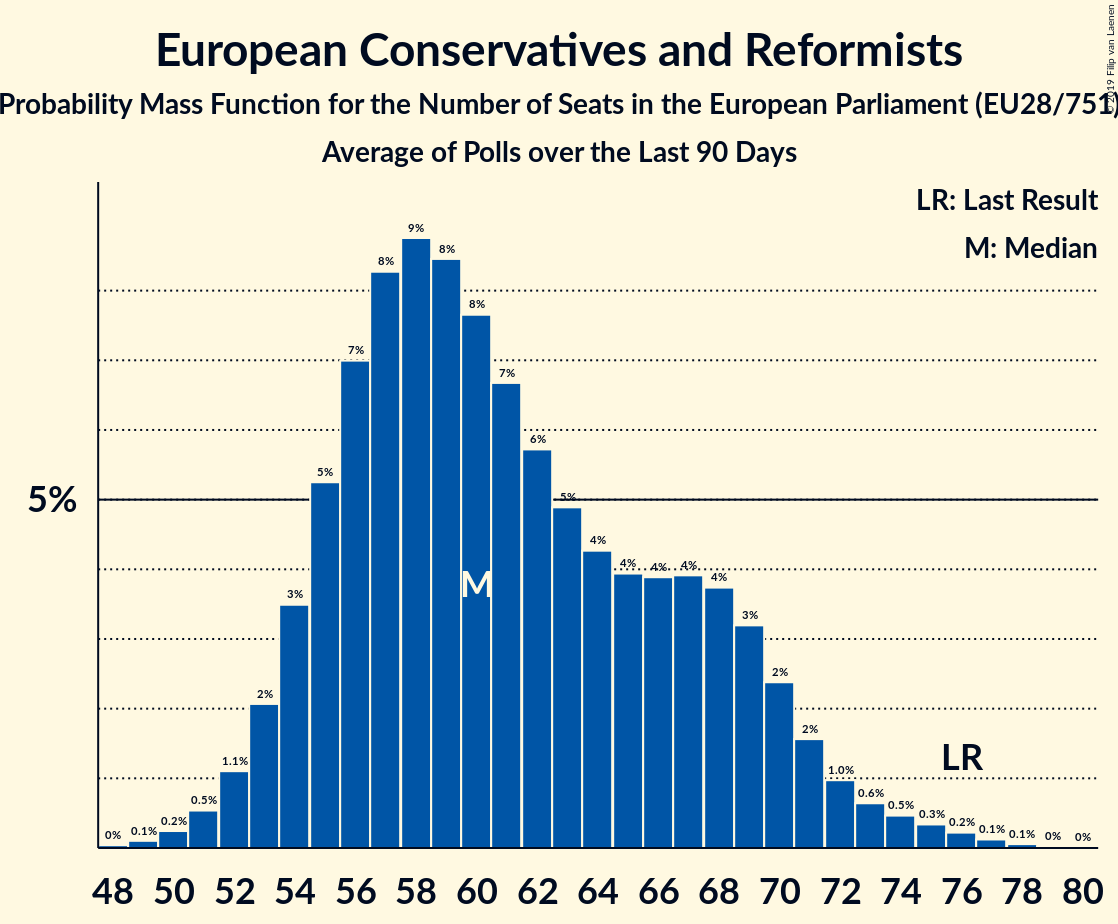 European Conservatives and Reformists
Probability Mass Function for the Number of Seats in the European Parliament (EU28/751)
Average of Polls over the Last 90 Days
© 2019 Filip van Laenen
LR: Last Result
M: Median
5%
0% 0.1% 0.2% 0.5% 1.1% 2% 3% 5% 7% 8% 9% 8% 8% 7% 6% 5% 4% 4% 4% 4% 4% 3% 2% 2% 1.0% 0.6% 0.5% 0.3% 0.2% 0.1% 0.1% 0% 0%
M
LR
48 50 52 54 56 58 60 62 64 66 68 70 72 74 76 78 80